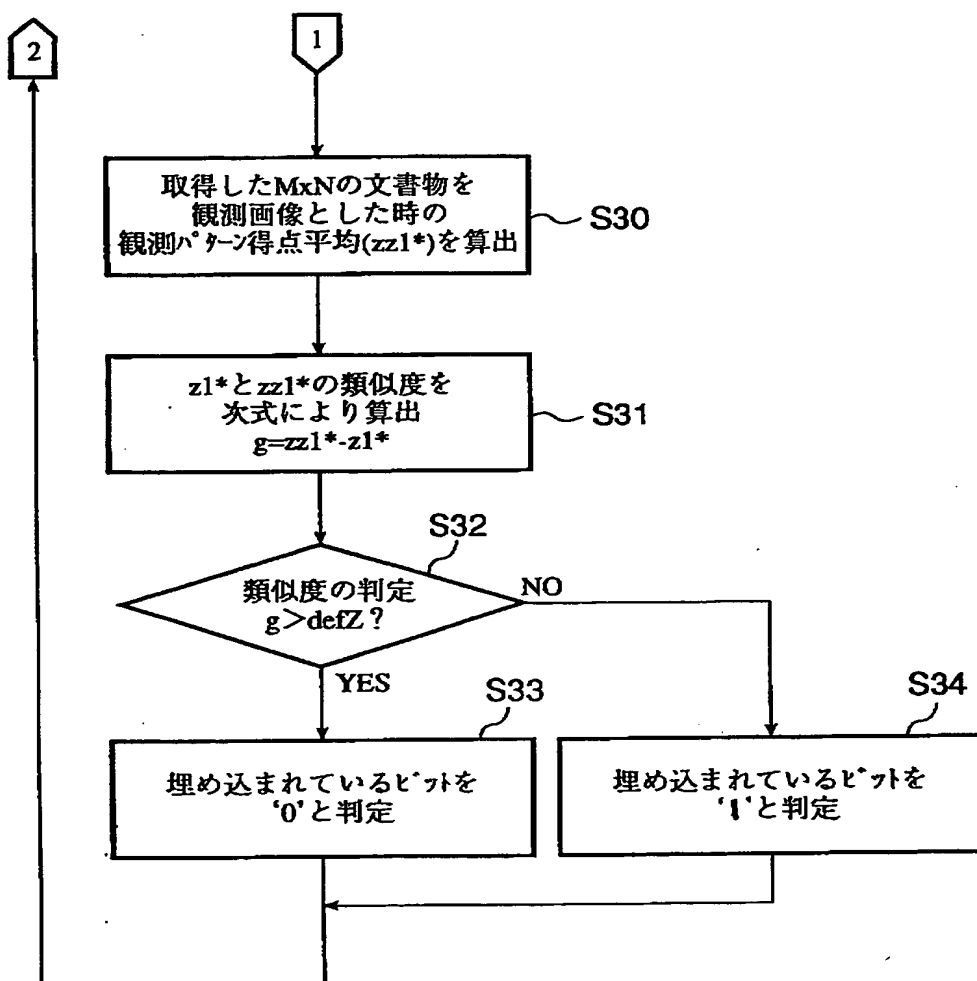 2
1
取得したMxNの文書物を
観測画像とした時の
観測ﾊﾟﾀｰﾝ得点平均(zz1*)を算出
S30
z1*とzz1*の類似度を
次式により算出
g=zz1*-z1*
S31
S32
類似度の判定
g＞defZ？
NO
YES
S33
埋め込まれているﾋﾞｯﾄを
‘0’と判定
S34
埋め込まれているﾋﾞｯﾄを
‘1’と判定